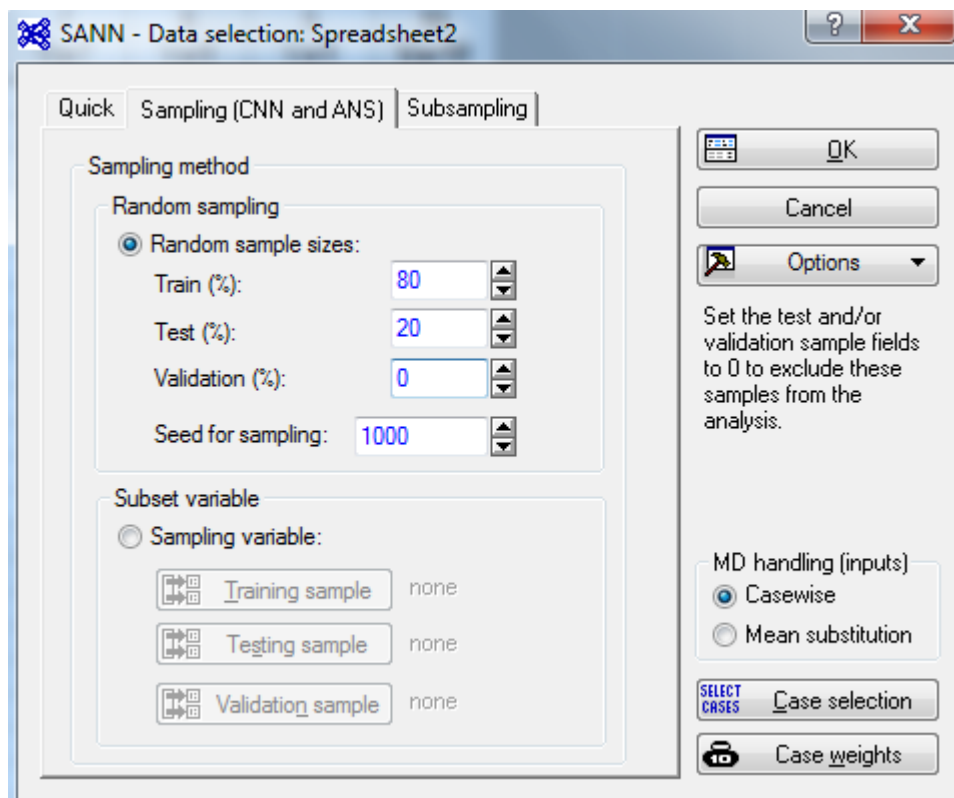 SANN - Data selection: Spreadsheet2
?
X
Quick
Sampling (CNN and ANS)
Subsampling
Sampling method
Random sampling
Random sample sizes:
Train (%): 80
Test (%): 20
Validation (%): 0
Seed for sampling: 1000
Subset variable
Sampling variable:
Training sample none
Testing sample none
Validation sample none
OK
Cancel
Options
Set the test and/or
validation sample fields
to 0 to exclude these
samples from the
analysis.
MD handling (inputs)
Casewise
Mean substitution
SELECT
CASES
Case selection
10
Case weights